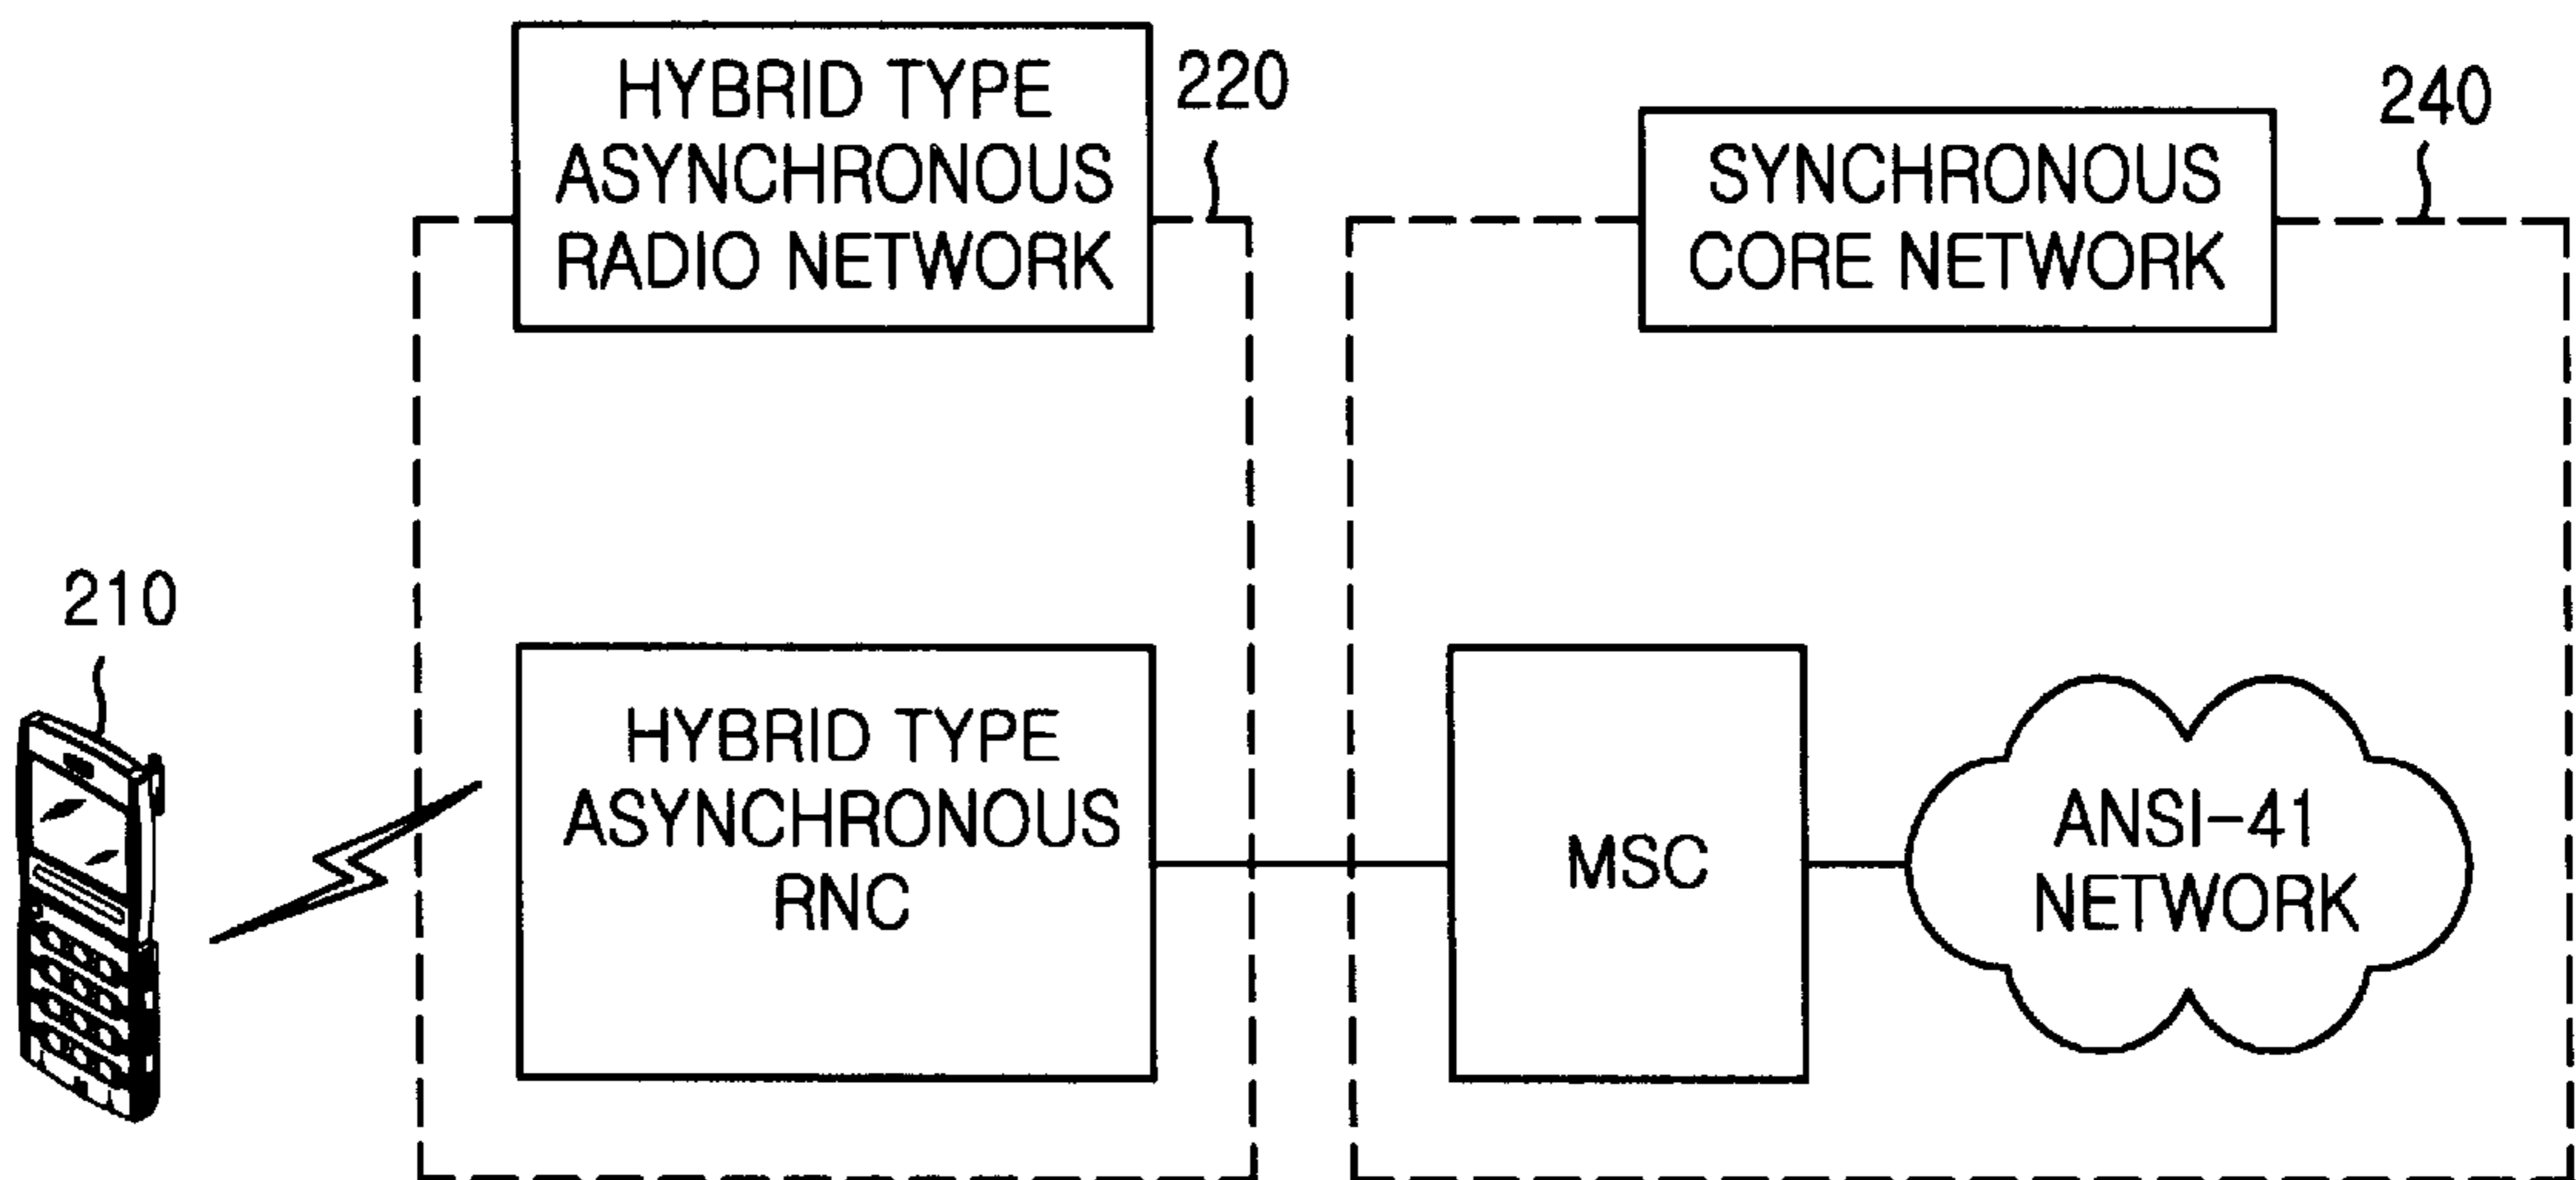 HYBRID TYPE
ASYNCHRONOUS
RADIO NETWORK
220
SYNCHRONOUS
CORE NETWORK
240
210
HYBRID TYPE
ASYNCHRONOUS
RNC
MSC
ANSI-41
NETWORK